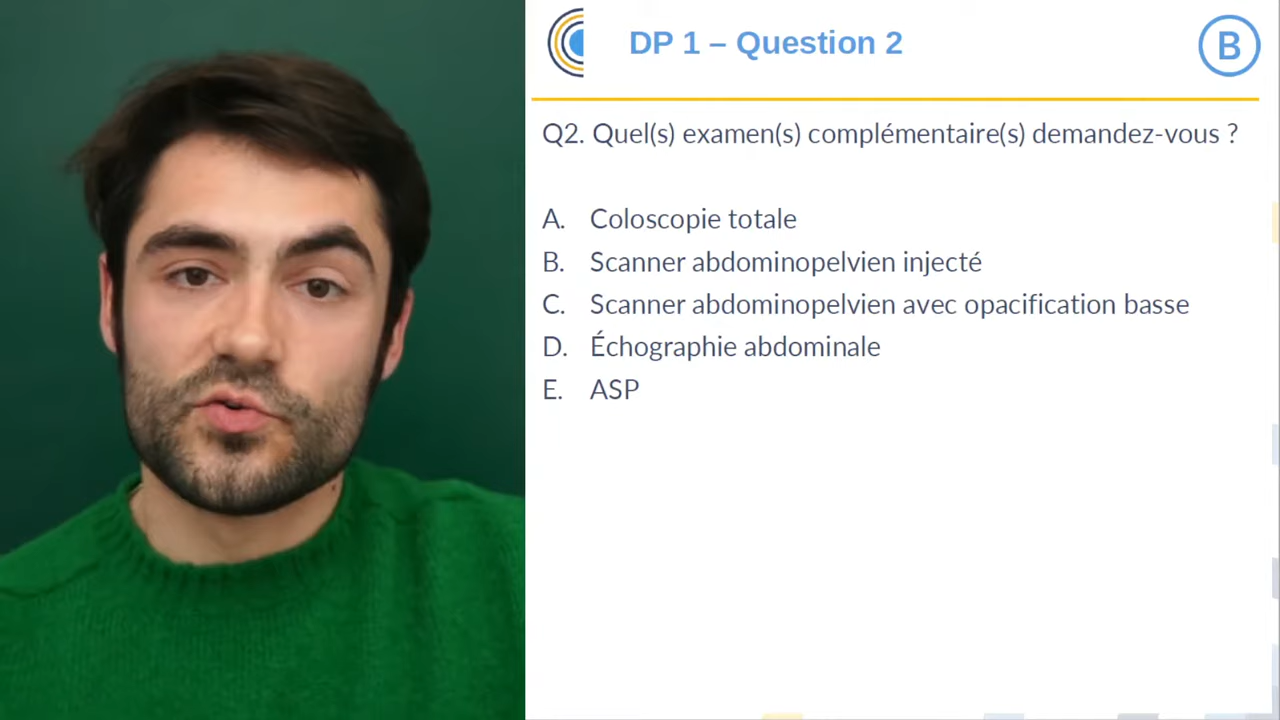 DP 1 – Question 2
B
Q2. Quel(s) examen(s) complémentaire(s) demandez-vous ?
A. Coloscopie totale
B. Scanner abdominopelvien injecté
C. Scanner abdominopelvien avec opacification basse
D. Échographie abdominale
E. ASP